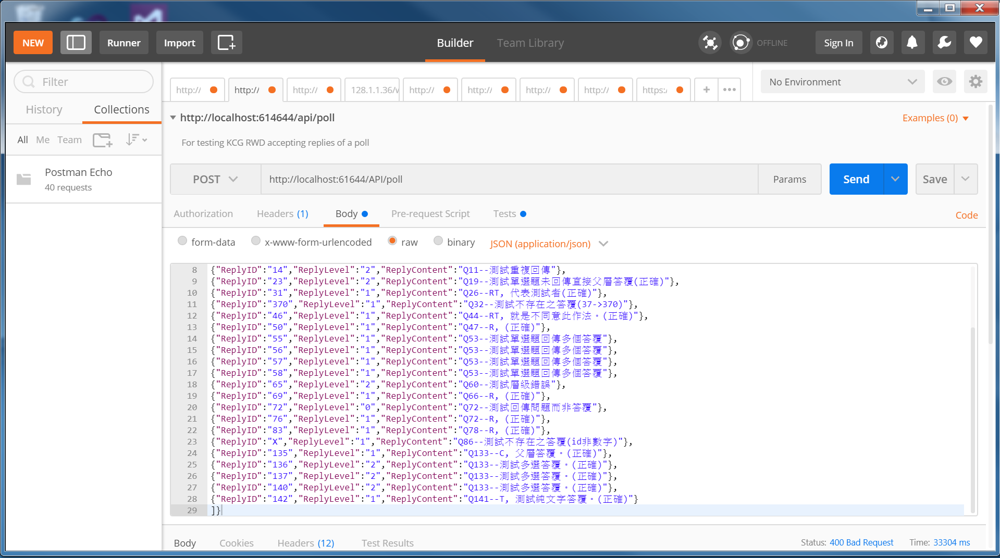 NEW
Runner
Import
Builder
Team Library
OFFLINE
Sign In
Filter
History
Collections
All Me Team
Postman Echo
40 requests
http://
http://
http://
128.1.1.36/
http://
http://
http://
http://
https:
+
•••
No Environment
http://localhost:614644/api/poll
Examples (0)
For testing KCG RWD accepting replies of a poll
POST
http://localhost:61644/API/poll
Params
Send
Save
Authorization
Headers (1)
Body
Pre-request Script
Tests
Code
form-data
x-www-form-urlencoded
raw
binary
JSON (application/json)
8 {"ReplyID":"14","ReplyLevel":"2","ReplyContent":"Q11--測試重複回傳"},
9 {"ReplyID":"23","ReplyLevel":"2","ReplyContent":"Q19--測試單選題未回傳直接父層答覆(正確)"},
10 {"ReplyID":"31","ReplyLevel":"1","ReplyContent":"Q26--RT, 代表測試者(正確)"},
11 {"ReplyID":"370","ReplyLevel":"1","ReplyContent":"Q32--測試不存在之答覆(37->370)"},
12 {"ReplyID":"46","ReplyLevel":"1","ReplyContent":"Q44--RT, 就是不同意此作法。(正確)"},
13 {"ReplyID":"50","ReplyLevel":"1","ReplyContent":"Q47--R, (正確)"},
14 {"ReplyID":"55","ReplyLevel":"1","ReplyContent":"Q53--測試單選題回傳多個答覆"},
15 {"ReplyID":"56","ReplyLevel":"1","ReplyContent":"Q53--測試單選題回傳多個答覆"},
16 {"ReplyID":"57","ReplyLevel":"1","ReplyContent":"Q53--測試單選題回傳多個答覆"},
17 {"ReplyID":"58","ReplyLevel":"1","ReplyContent":"Q53--測試單選題回傳多個答覆"},
18 {"ReplyID":"65","ReplyLevel":"2","ReplyContent":"Q60--測試層級錯誤"},
19 {"ReplyID":"69","ReplyLevel":"1","ReplyContent":"Q66--R, (正確)"},
20 {"ReplyID":"72","ReplyLevel":"0","ReplyContent":"Q72--測試回傳問題而非答覆"},
21 {"ReplyID":"76","ReplyLevel":"1","ReplyContent":"Q72--R, (正確)"},
22 {"ReplyID":"83","ReplyLevel":"1","ReplyContent":"Q78--R, (正確)"},
23 {"ReplyID":"X","ReplyLevel":"1","ReplyContent":"Q86--測試不存在之答覆(id非數字)"},
24 {"ReplyID":"135","ReplyLevel":"1","ReplyContent":"Q133--C, 父層答覆。(正確)"},
25 {"ReplyID":"136","ReplyLevel":"2","ReplyContent":"Q133--測試多選答覆。(正確)"},
26 {"ReplyID":"137","ReplyLevel":"2","ReplyContent":"Q133--測試多選答覆。(正確)"},
27 {"ReplyID":"140","ReplyLevel":"2","ReplyContent":"Q133--測試多選答覆。(正確)"},
28 {"ReplyID":"142","ReplyLevel":"1","ReplyContent":"Q141--T, 測試純文字答覆。(正確)"}
29 ]}
Body
Cookies
Headers (12)
Test Results
Status: 400 Bad Request
Time: 33304 ms